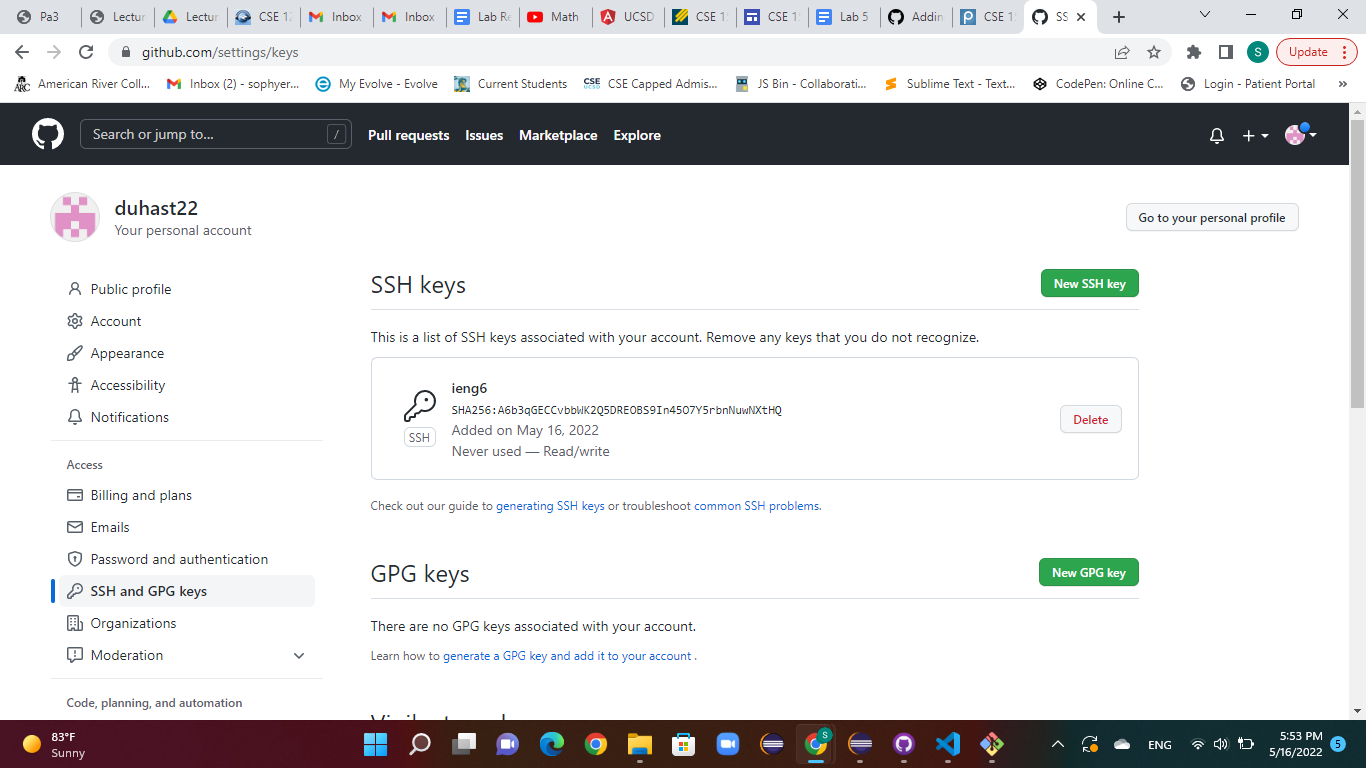 Pa3
Lectur
Lectur
CSE 12
Inbox
Inbox
Lab Re
Math
UCSD
CSE 1
CSE 1
Lab 5
Addin
CSE 1
SS
github.com/settings/keys
S
Update
American River Coll...
Inbox (2) - sophyer...
My Evolve - Evolve
Current Students
CSE Capped Admis...
JS Bin - Collaborati...
Sublime Text - Text...
CodePen: Online C...
Login - Patient Portal
»
Search or jump to...
/
Pull requests
Issues
Marketplace
Explore
duhast22
Your personal account
Go to your personal profile
Public profile
Account
Appearance
Accessibility
Notifications
Access
Billing and plans
Emails
Password and authentication
SSH and GPG keys
Organizations
Moderation
Code, planning, and automation
SSH keys
New SSH key
This is a list of SSH keys associated with your account. Remove any keys that you do not recognize.
ieng6
SHA256:A6b3qGECCvbbWK2Q5DREOBS9In45O7Y5rbnNuwNXtHQ
SSH
Added on May 16, 2022
Never used — Read/write
Delete
Check out our guide to generating SSH keys or troubleshoot common SSH problems.
GPG keys
New GPG key
There are no GPG keys associated with your account.
Learn how to generate a GPG key and add it to your account .
83°F
Sunny
S
ENG
5:53 PM
5/16/2022
5